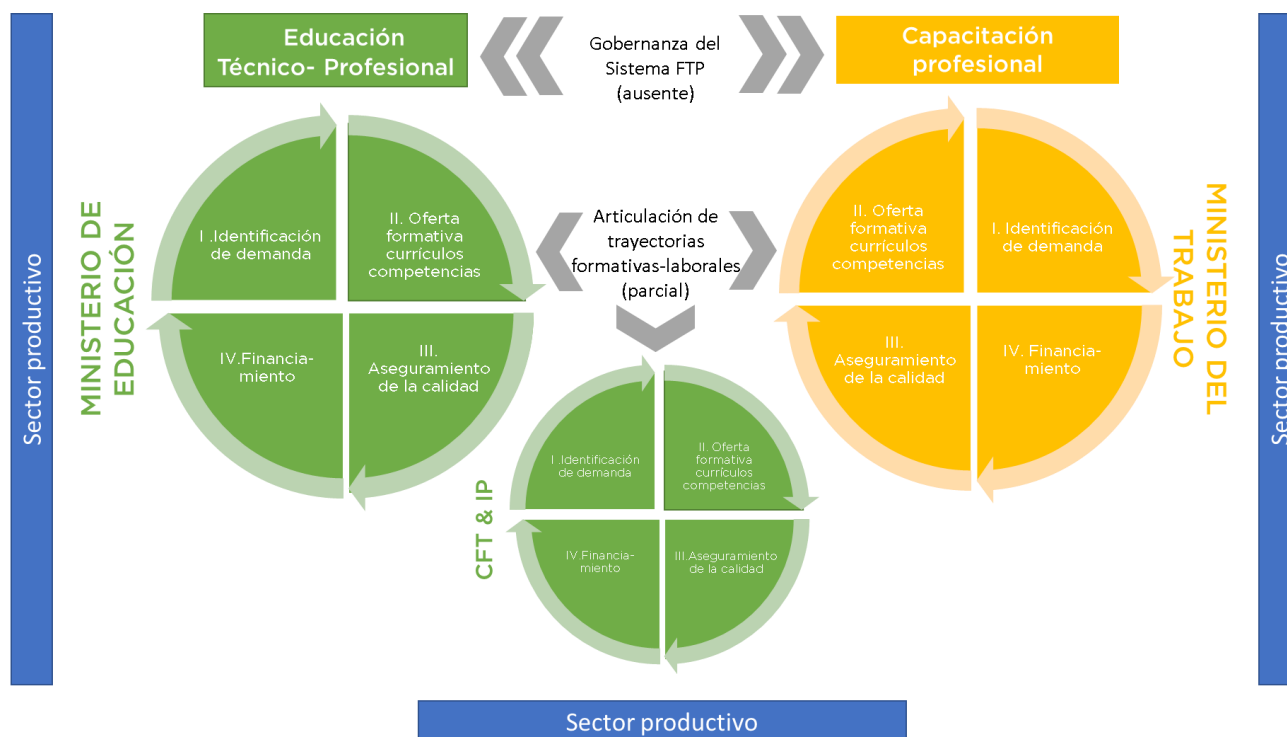 Educación
Técnico- Profesional
Gobernanza del
Sistema FTP
(ausente)
Capacitación
profesional
Sector productivo
MINISTERIO DE
EDUCACIÓN
I .Identificación
de demanda
II. Oferta
formativa
currículos
competencias
IV.Financia-
miento
III.
Aseguramiento
de la calidad
Articulación de
trayectorias
formativas-laborales
(parcial)
II. Oferta
formativa
currículos
competencias
I. Identificación
de demanda
III.
Aseguramiento
de la calidad
IV. Financia-
miento
MINISTERIO DEL
TRABAJO
Sector productivo
CFT & IP
I .Identificación
de demanda
II. Oferta
formativa
currículos
competencias
IV.Financia-
miento
III.Aseguramiento
de la calidad
Sector productivo